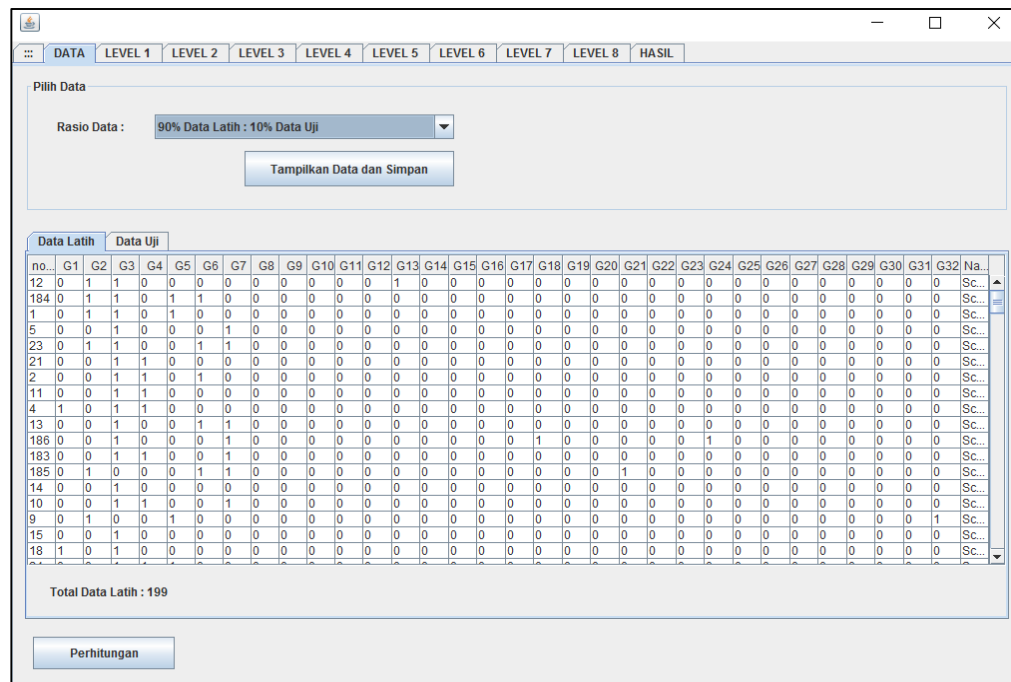 ::: DATA LEVEL 1 LEVEL 2 LEVEL 3 LEVEL 4 LEVEL 5 LEVEL 6 LEVEL 7 LEVEL 8 HASIL
Pilih Data
Rasio Data : 90% Data Latih : 10% Data Uji
Tampilkan Data dan Simpan
Data Latih Data Uji
no... G1 G2 G3 G4 G5 G6 G7 G8 G9 G10 G11 G12 G13 G14 G15 G16 G17 G18 G19 G20 G21 G22 G23 G24 G25 G26 G27 G28 G29 G30 G31 G32 Na...
12 0 1 1 0 0 0 0 0 0 0 0 0 1 0 0 0 0 0 0 0 0 0 0 0 0 0 0 0 0 0 0 0 Sc...
184 0 1 1 0 1 1 0 0 0 0 0 0 0 0 0 0 0 0 0 0 0 0 0 0 0 0 0 0 0 0 0 0 Sc...
1 0 1 1 0 1 0 0 0 0 0 0 0 0 0 0 0 0 0 0 0 0 0 0 0 0 0 0 0 0 0 0 0 Sc...
5 0 0 1 0 0 0 1 0 0 0 0 0 0 0 0 0 0 0 0 0 0 0 0 0 0 0 0 0 0 0 0 0 Sc...
23 0 1 1 0 0 1 1 0 0 0 0 0 0 0 0 0 0 0 0 0 0 0 0 0 0 0 0 0 0 0 0 0 Sc...
21 0 0 1 1 0 0 0 0 0 0 0 0 0 0 0 0 0 0 0 0 0 0 0 0 0 0 0 0 0 0 0 0 Sc...
2 0 0 1 1 0 1 0 0 0 0 0 0 0 0 0 0 0 0 0 0 0 0 0 0 0 0 0 0 0 0 0 0 Sc...
11 0 0 1 1 0 0 0 0 0 0 0 0 0 0 0 0 0 0 0 0 0 0 0 0 0 0 0 0 0 0 0 0 Sc...
4 1 0 1 1 0 0 0 0 0 0 0 0 0 0 0 0 0 0 0 0 0 0 0 0 0 0 0 0 0 0 0 0 Sc...
13 0 0 1 0 0 1 1 0 0 0 0 0 0 0 0 0 0 0 0 0 0 0 0 0 0 0 0 0 0 0 0 0 Sc...
186 0 0 1 0 0 0 1 0 0 0 0 0 0 0 0 0 0 1 0 0 0 0 0 1 0 0 0 0 0 0 0 0 Sc...
183 0 0 1 1 0 0 1 0 0 0 0 0 0 0 0 0 0 0 0 0 0 0 0 0 0 0 0 0 0 0 0 0 Sc...
185 0 1 0 0 0 1 1 0 0 0 0 0 0 0 0 0 0 0 0 0 1 0 0 0 0 0 0 0 0 0 0 0 Sc...
14 0 0 1 0 0 0 0 0 0 0 0 0 0 0 0 0 0 0 0 0 0 0 0 0 0 0 0 0 0 0 0 0 Sc...
10 0 0 1 1 0 0 1 0 0 0 0 0 0 0 0 0 0 0 0 0 0 0 0 0 0 0 0 0 0 0 0 0 Sc...
9 0 1 0 0 1 0 0 0 0 0 0 0 0 0 0 0 0 0 0 0 0 0 0 0 0 0 0 0 0 0 0 1 Sc...
15 0 0 1 0 0 0 0 0 0 0 0 0 0 0 0 0 0 0 0 0 0 0 0 0 0 0 0 0 0 0 0 0 Sc...
18 1 0 1 0 0 0 0 0 0 0 0 0 0 0 0 0 0 0 0 0 0 0 0 0 0 0 0 0 0 0 0 0 Sc...
Total Data Latih : 199
Perhitungan